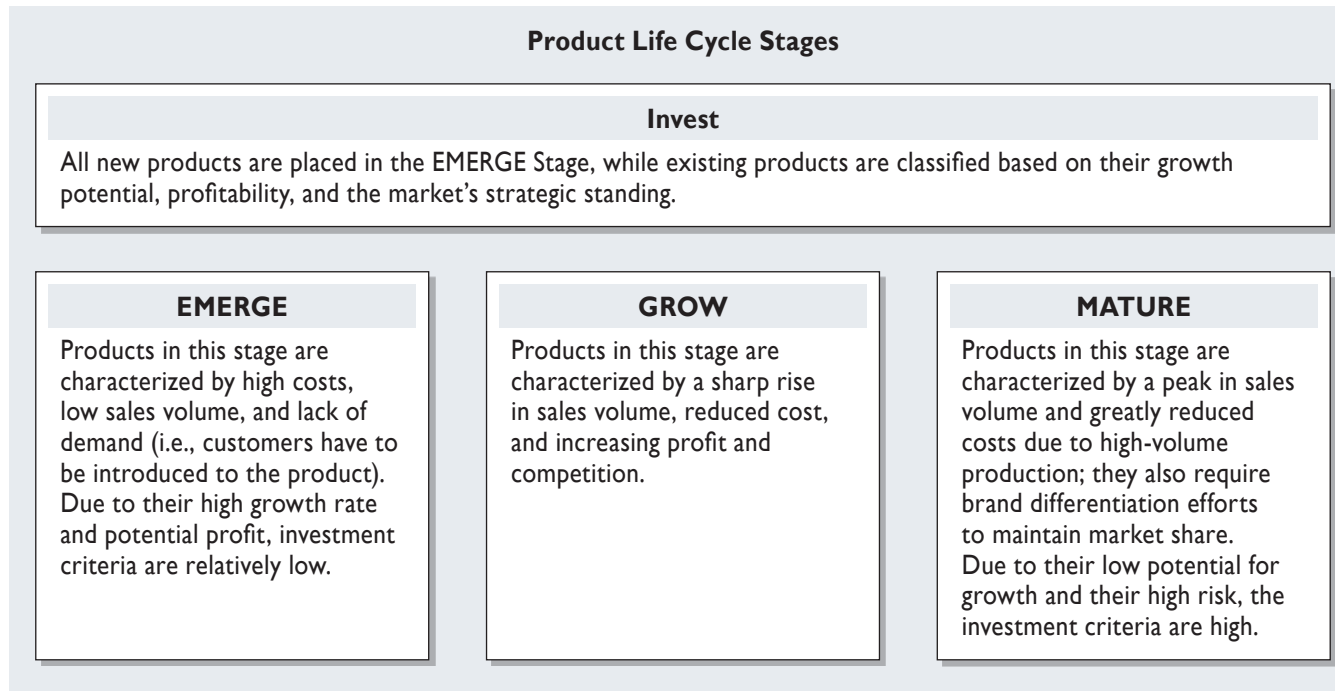 Product Life Cycle Stages
Invest
All new products are placed in the EMERGE Stage, while existing products are classified based on their growth
potential, profitability, and the market’s strategic standing.
EMERGE
Products in this stage are
characterized by high costs,
low sales volume, and lack of
demand (i.e., customers have to
be introduced to the product).
Due to their high growth rate
and potential profit, investment
criteria are relatively low.
GROW
Products in this stage are
characterized by a sharp rise
in sales volume, reduced cost,
and increasing profit and
competition.
MATURE
Products in this stage are
characterized by a peak in sales
volume and greatly reduced
costs due to high-volume
production; they also require
brand differentiation efforts
to maintain market share.
Due to their low potential for
growth and their high risk, the
investment criteria are high.